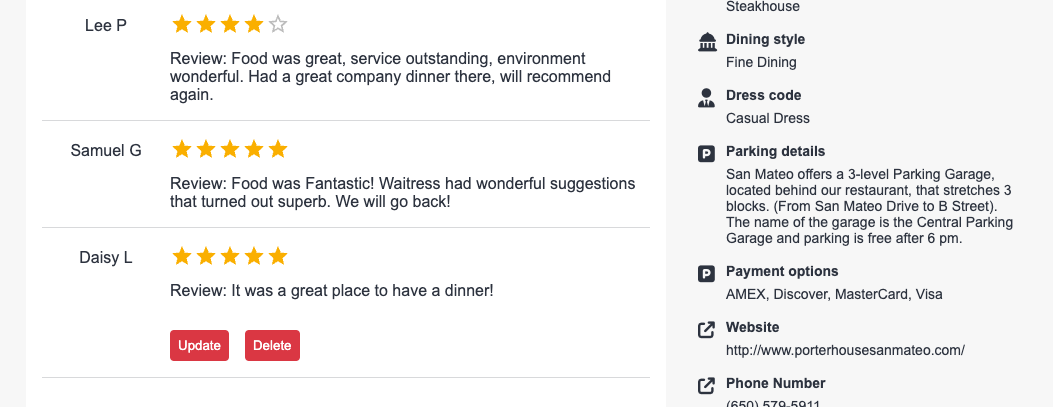 Lee P
Review: Food was great, service outstanding, environment
wonderful. Had a great company dinner there, will recommend
again.
Samuel G
Review: Food was Fantastic! Waitress had wonderful suggestions
that turned out superb. We will go back!
Daisy L
Review: It was a great place to have a dinner!
Update
Delete
Steakhouse
Dining style
Fine Dining
Dress code
Casual Dress
P
Parking details
San Mateo offers a 3-level Parking Garage,
located behind our restaurant, that stretches 3
blocks. (From San Mateo Drive to B Street).
The name of the garage is the Central Parking
Garage and parking is free after 6 pm.
P
Payment options
AMEX, Discover, MasterCard, Visa
Website
http://www.porterhousesanmateo.com/
Phone Number
(650) 579-5911